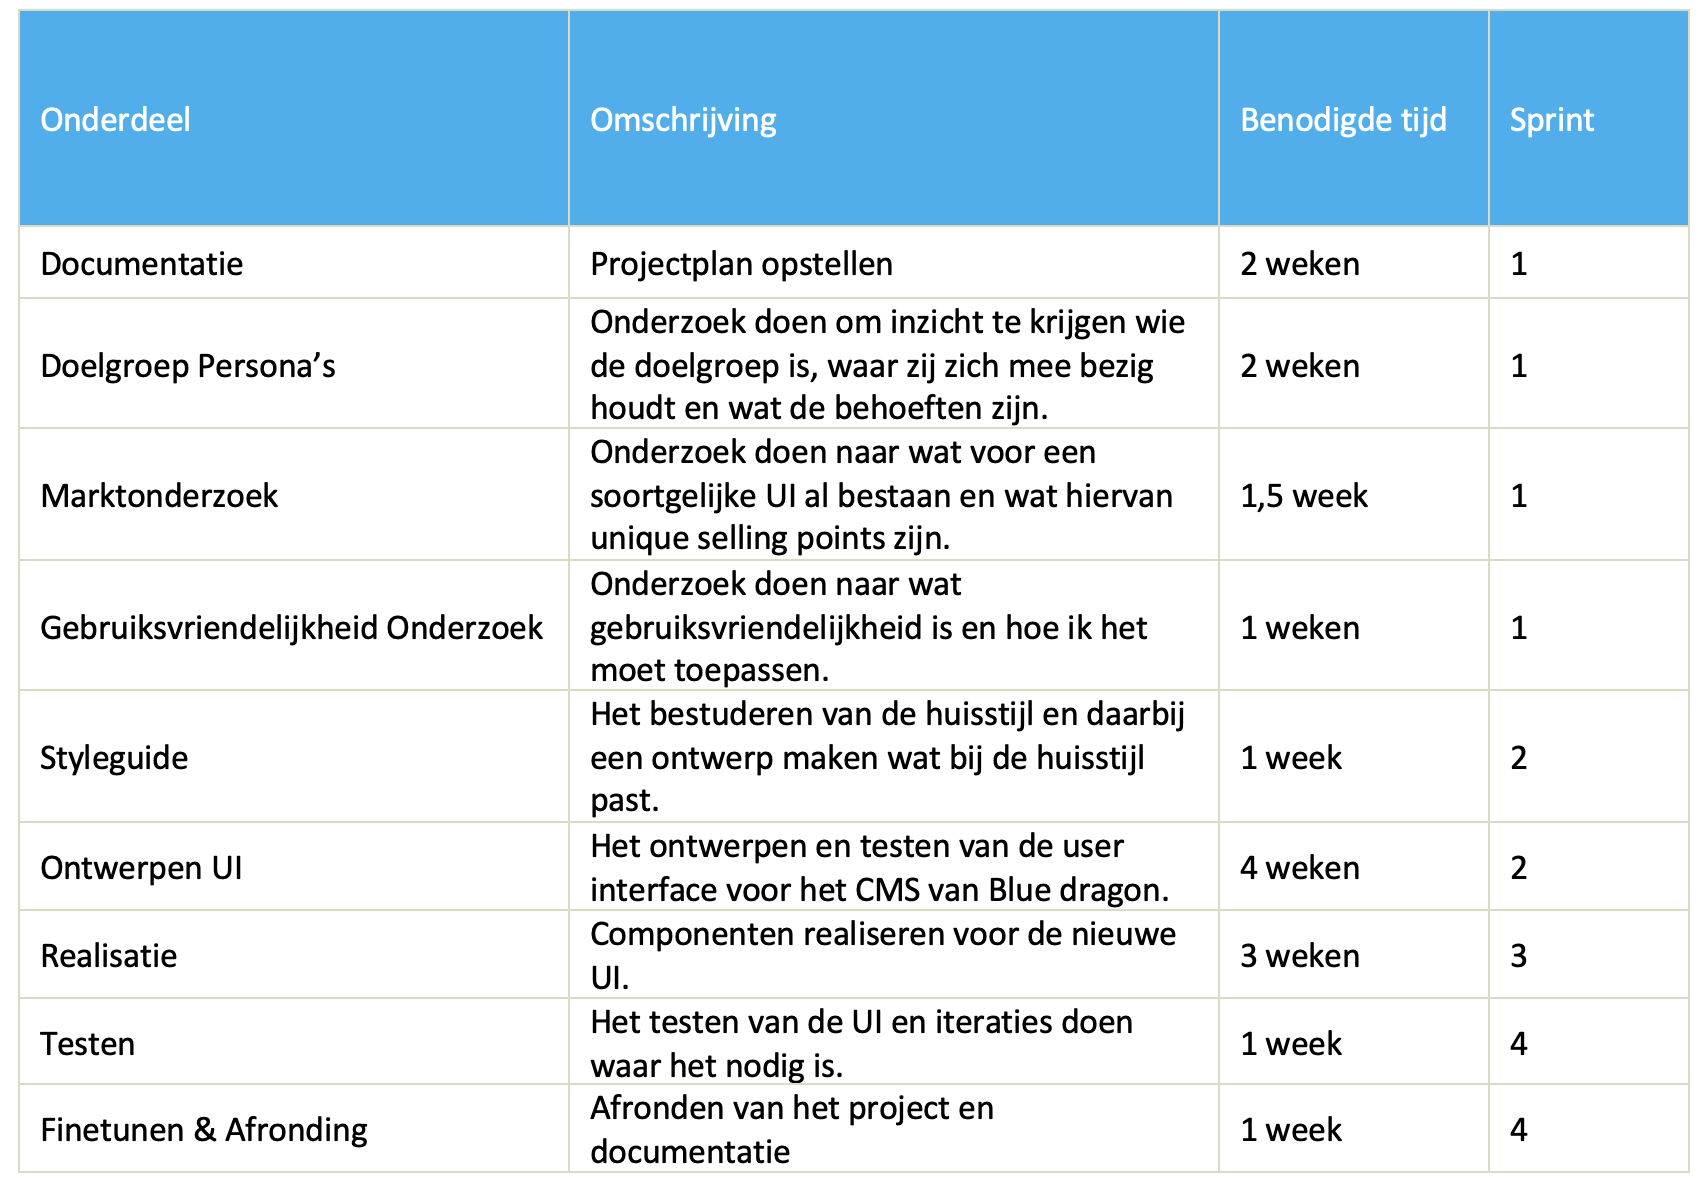 Onderdeel
Omschrijving
Benodigde tijd
Sprint
Documentatie
Projectplan opstellen
2 weken
1
Doelgroep Persona’s
Onderzoek doen om inzicht te krijgen wie
de doelgroep is, waar zij zich mee bezig
houdt en wat de behoeften zijn.
2 weken
1
Marktonderzoek
Onderzoek doen naar wat voor een
soortgelijke UI al bestaan en wat hiervan
unique selling points zijn.
1,5 week
1
Gebruiksvriendelijkheid Onderzoek
Onderzoek doen naar wat
gebruiksvriendelijkheid is en hoe ik het
moet toepassen.
1 weken
1
Styleguide
Het bestuderen van de huisstijl en daarbij
een ontwerp maken wat bij de huisstijl
past.
1 week
2
Ontwerpen UI
Het ontwerpen en testen van de user
interface voor het CMS van Blue dragon.
4 weken
2
Realisatie
Componenten realiseren voor de nieuwe
UI.
3 weken
3
Testen
Het testen van de UI en iteraties doen
waar het nodig is.
1 week
4
Finetunen & Afronding
Afronden van het project en
documentatie
1 week
4